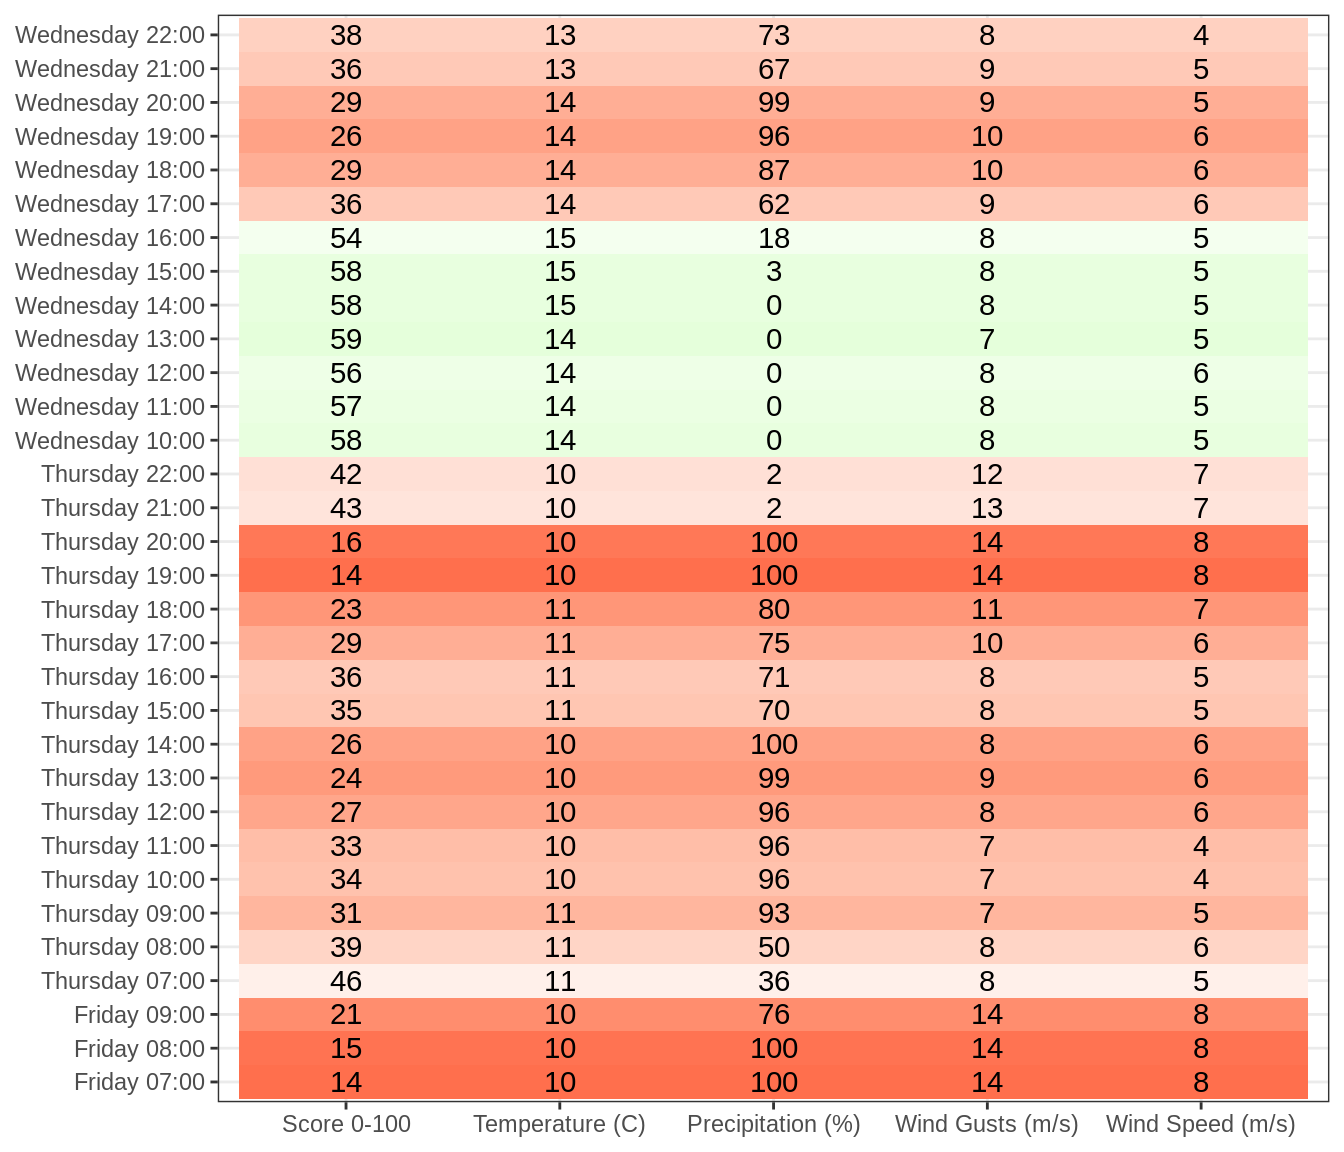 Wednesday 22:00 38 13 73 8 4
Wednesday 21:00 36 13 67 9 5
Wednesday 20:00 29 14 99 9 5
Wednesday 19:00 26 14 96 10 6
Wednesday 18:00 29 14 87 10 6
Wednesday 17:00 36 14 62 9 6
Wednesday 16:00 54 15 18 8 5
Wednesday 15:00 58 15 3 8 5
Wednesday 14:00 58 15 0 8 5
Wednesday 13:00 59 14 0 7 5
Wednesday 12:00 56 14 0 8 6
Wednesday 11:00 57 14 0 8 5
Wednesday 10:00 58 14 0 8 5
Thursday 22:00 42 10 2 12 7
Thursday 21:00 43 10 2 13 7
Thursday 20:00 16 10 100 14 8
Thursday 19:00 14 10 100 14 8
Thursday 18:00 23 11 80 11 7
Thursday 17:00 29 11 75 10 6
Thursday 16:00 36 11 71 8 5
Thursday 15:00 35 11 70 8 5
Thursday 14:00 26 10 100 8 6
Thursday 13:00 24 10 99 9 6
Thursday 12:00 27 10 96 8 6
Thursday 11:00 33 10 96 7 4
Thursday 10:00 34 10 96 7 4
Thursday 09:00 31 11 93 7 5
Thursday 08:00 39 11 50 8 6
Thursday 07:00 46 11 36 8 5
Friday 09:00 21 10 76 14 8
Friday 08:00 15 10 100 14 8
Friday 07:00 14 10 100 14 8
Score 0-100 Temperature (C) Precipitation (%) Wind Gusts (m/s) Wind Speed (m/s)